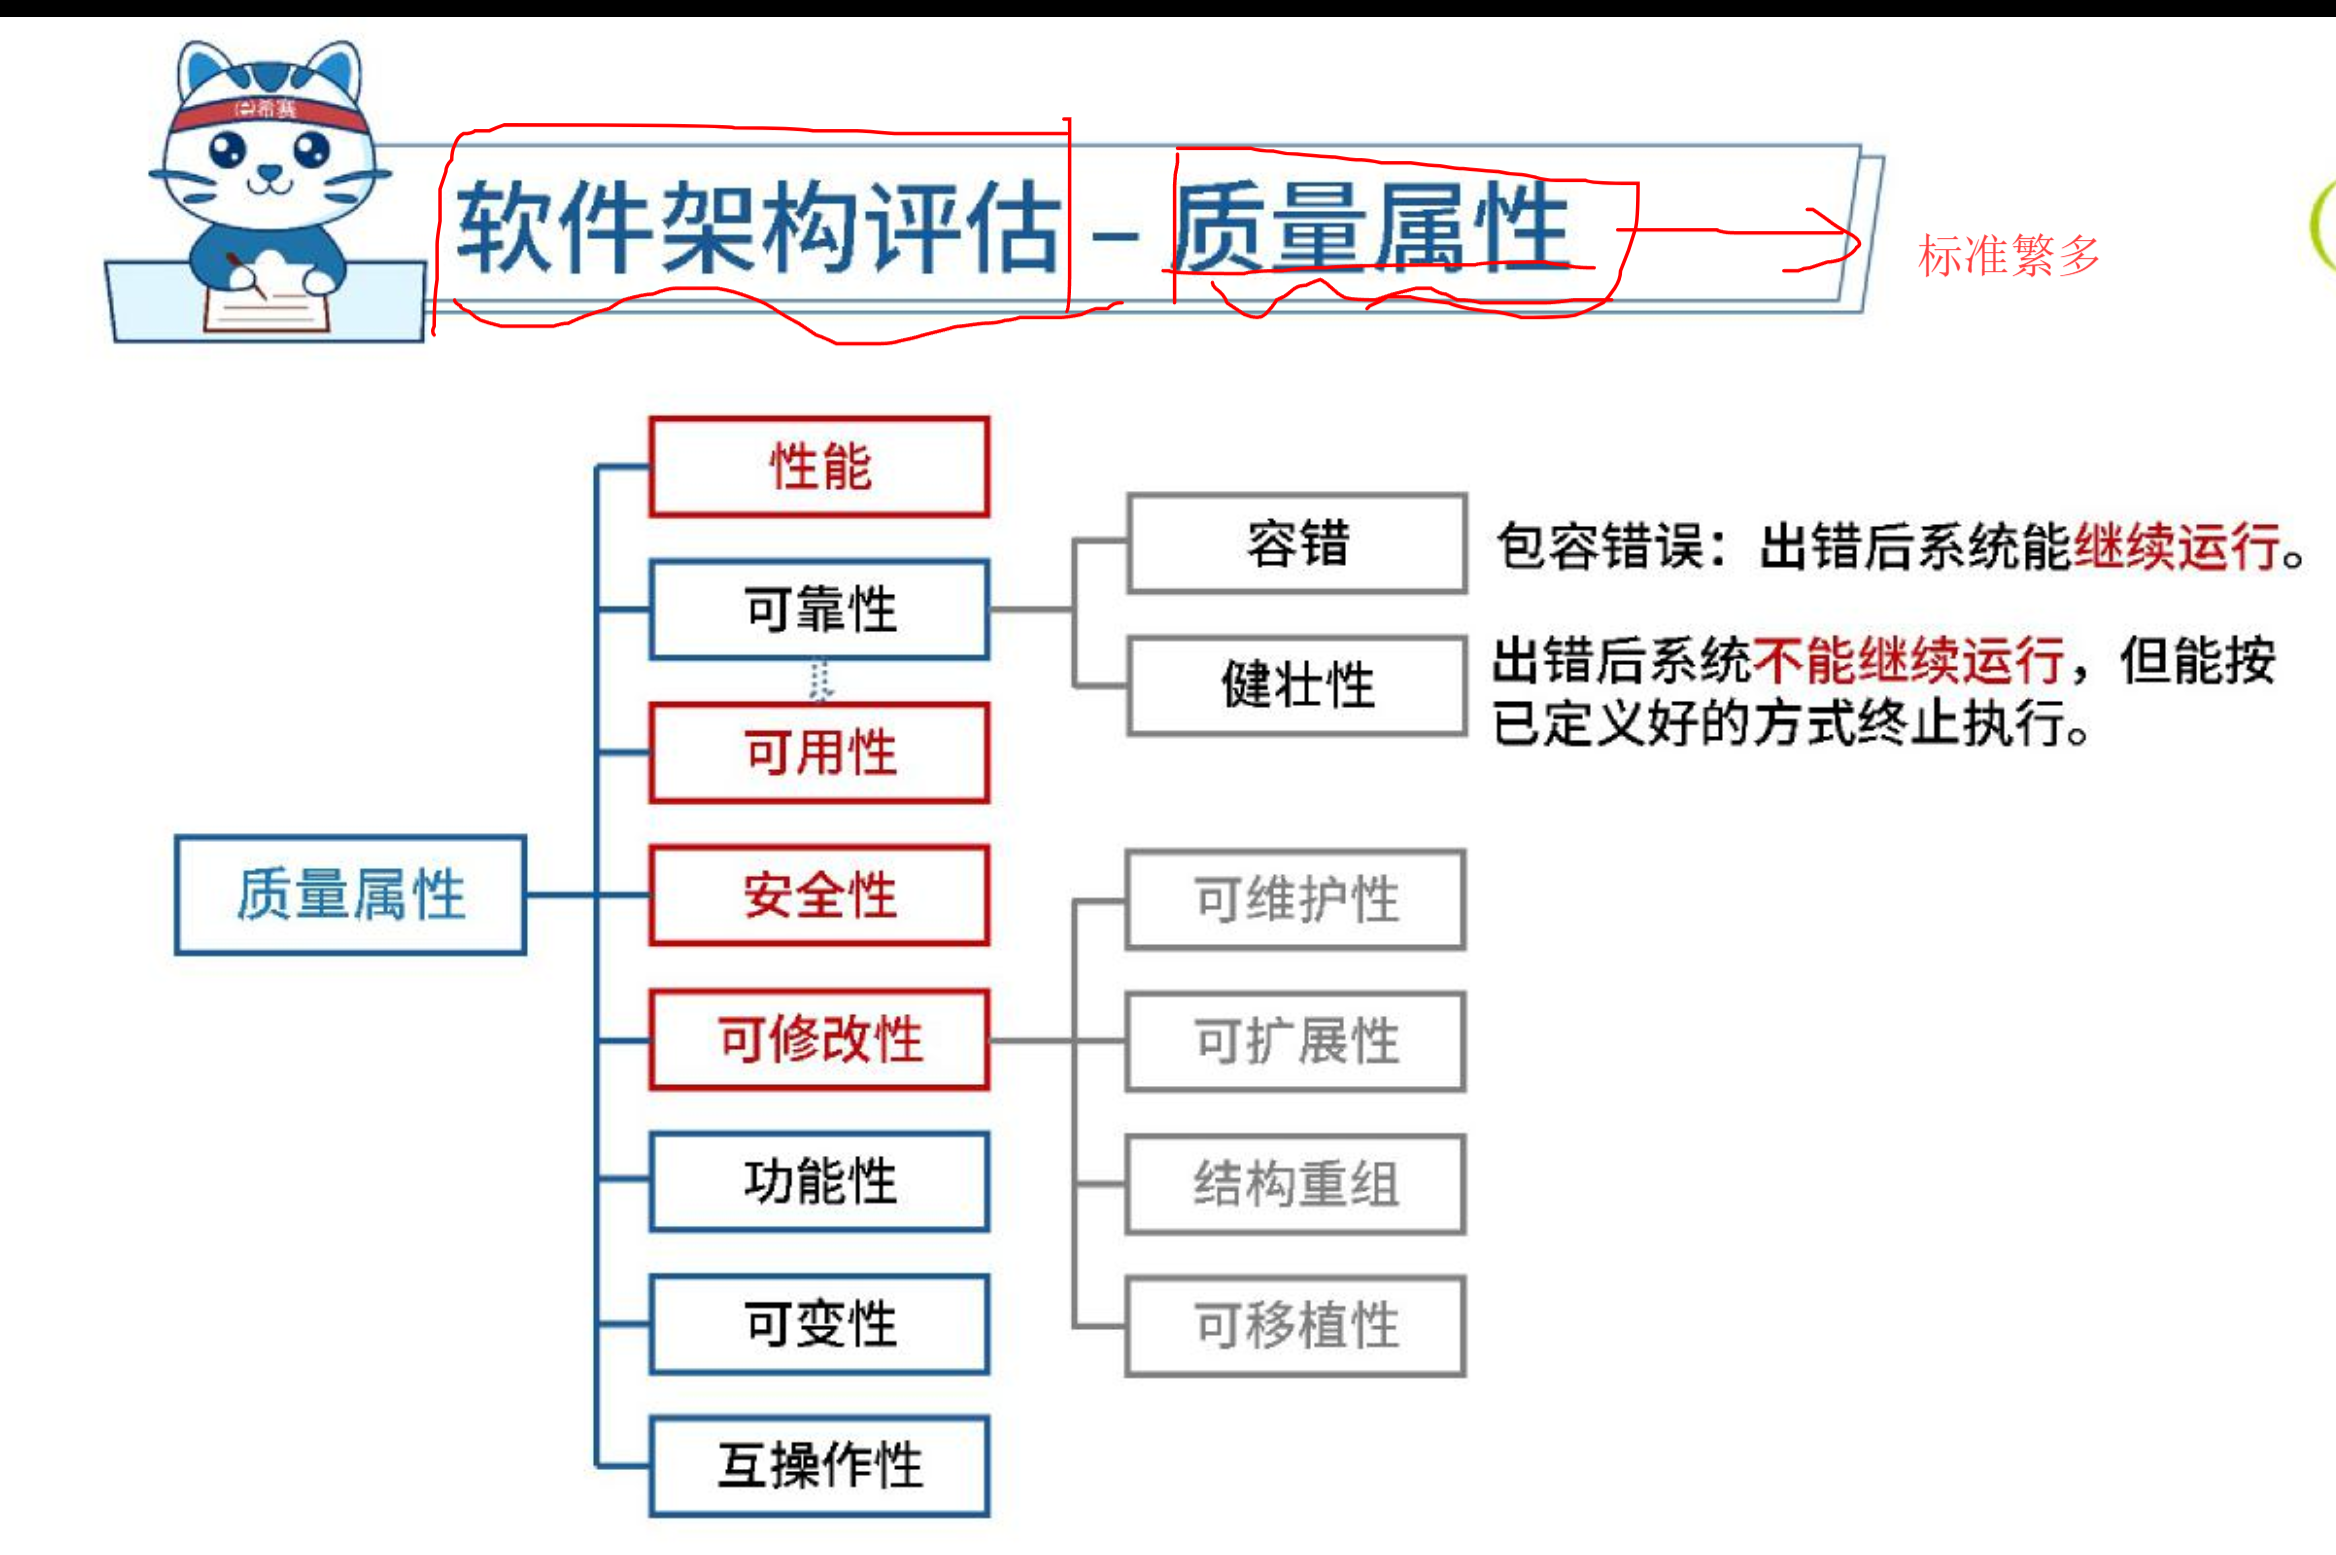 希赛
软件架构评估 – 质量属性
标准繁多
性能
可靠性
容错
包容错误：出错后系统能继续运行。
健壮性
出错后系统不能继续运行，但能按
已定义好的方式终止执行。
可用性
质量属性
安全性
可修改性
可维护性
可扩展性
结构重组
可移植性
功能性
可变性
互操作性